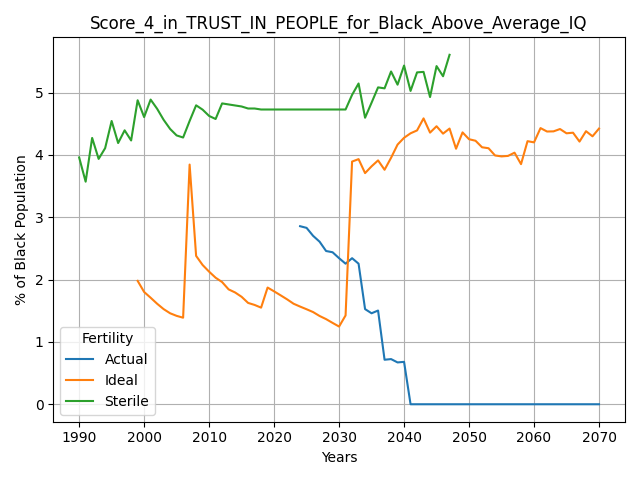 Score_4_in_TRUST_IN_PEOPLE_for_Black_Above_Average_IQ
% of Black Population
5
4
3
2
1
0
Fertility
Actual
Ideal
Sterile
1990 2000 2010 2020 2030 2040 2050 2060 2070
Years